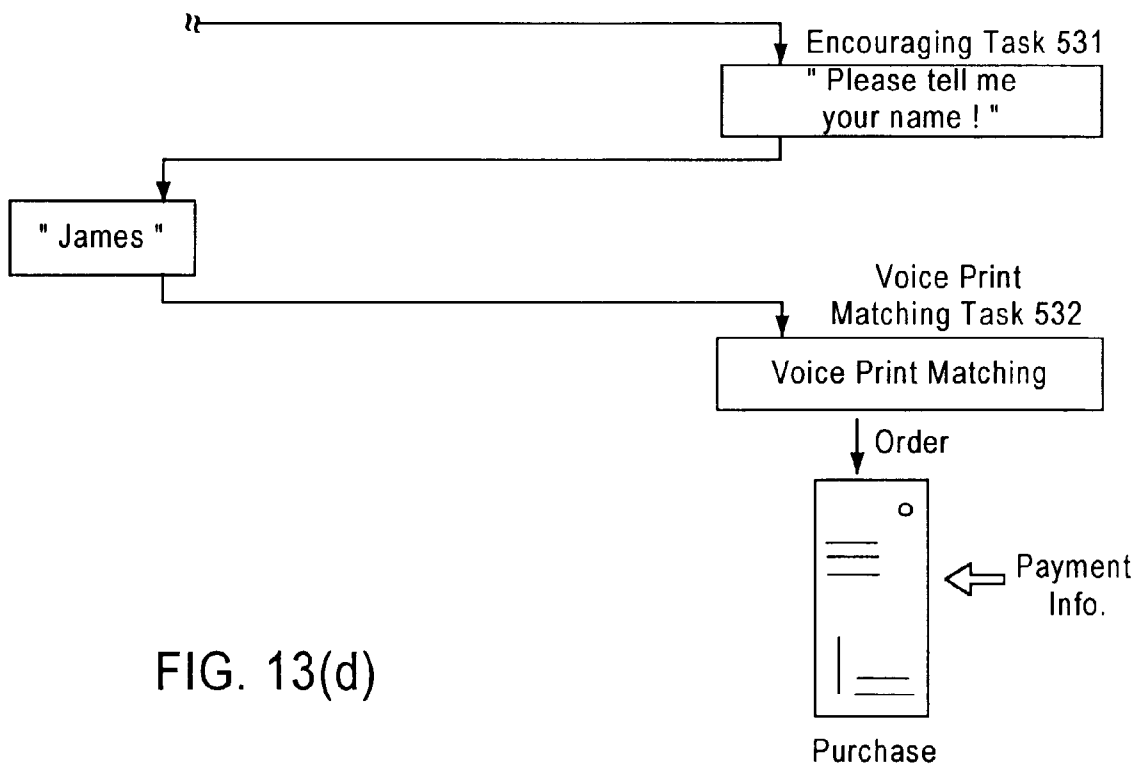 Encouraging Task 531
" Please tell me
your name ! "
" James "
Voice Print
Matching Task 532
Voice Print Matching
Order
Payment
Info.
FIG. 13(d)
Purchase